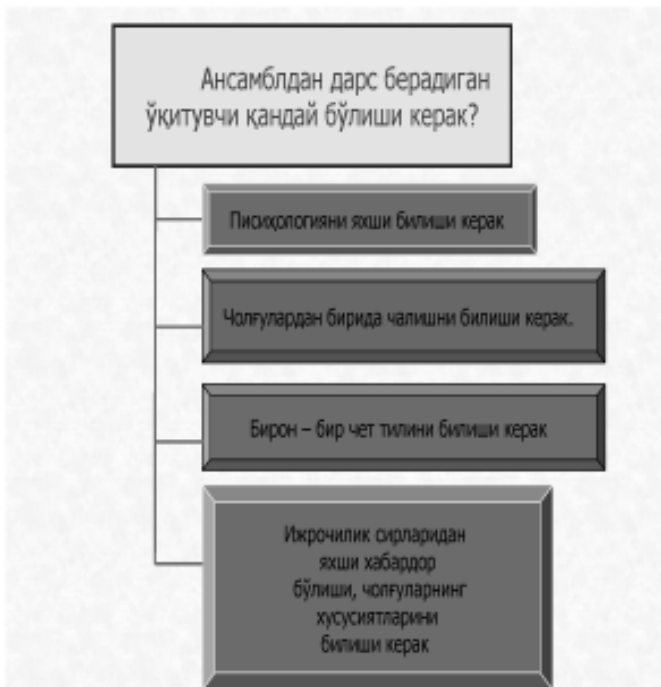 Ансамблдан дарс берадиган
ўқитувчи қандай бўлиши керак?
Писиҳологияни яхши билиши керак
Чолғулардан бирида чалишни билиши керак.
Бирон – бир чет тилини билиши керак
Ижрочилик сирларидан
яхши хабардор
бўлиши, чолғуларнинг
хусусиятларини
билиши керак